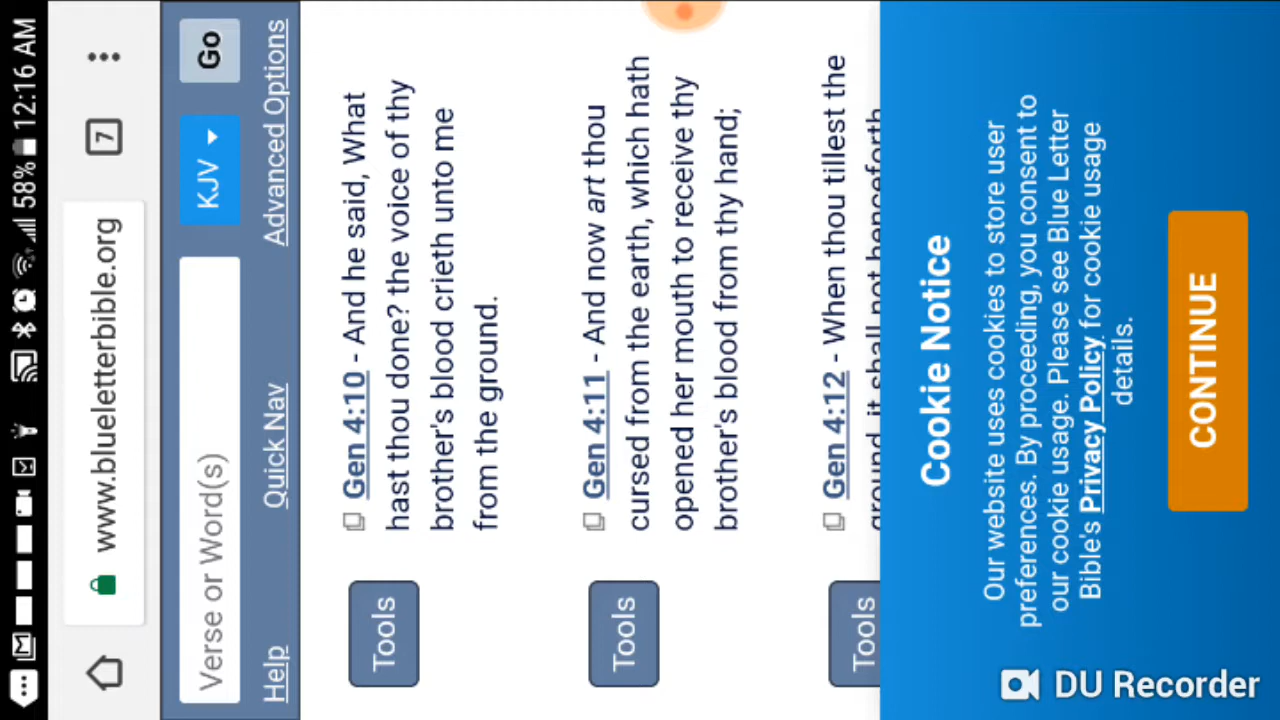 58% 12:16 AM
www.blueletterbible.org
7
Verse or Word(s)
KJV
Go
Help
Quick Nav
Advanced Options
Tools
Gen 4:10 - And he said, What
hast thou done? the voice of thy
brother's blood crieth unto me
from the ground.
Tools
Gen 4:11 - And now art thou
cursed from the earth, which hath
opened her mouth to receive thy
brother's blood from thy hand;
Tools
Gen 4:12 - When thou tillest the
ground, it shall not henceforth
Cookie Notice
Our website uses cookies to store user
preferences. By proceeding, you consent to
our cookie usage. Please see Blue Letter
Bible's Privacy Policy for cookie usage
details.
CONTINUE
DU Recorder